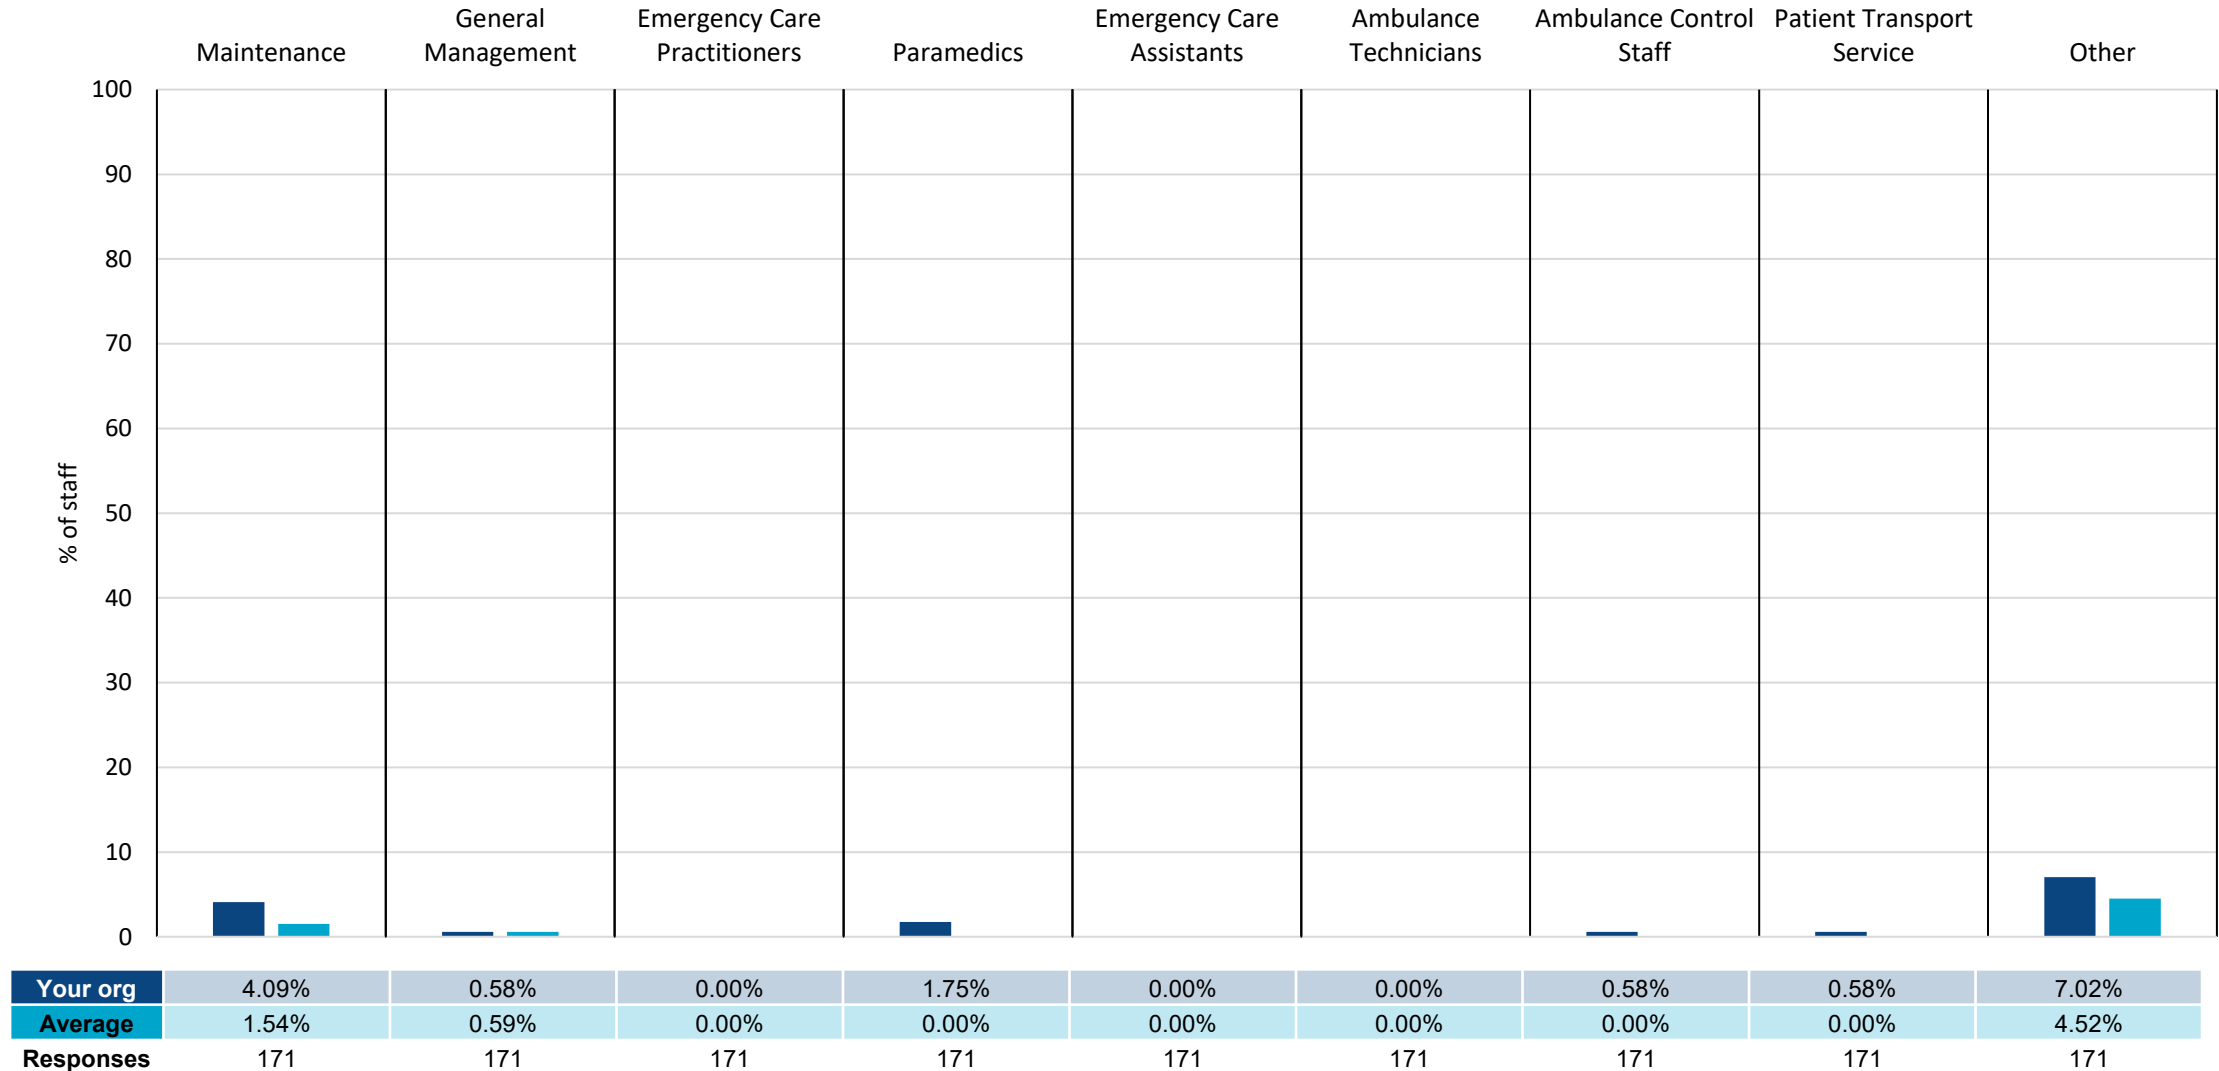 Maintenance
General
Management
Emergency Care
Practitioners
Paramedics
Emergency Care
Assistants
Ambulance
Technicians
Ambulance Control
Staff
Patient Transport
Service
Other
100
90
80
70
60
50
40
30
20
10
0
% of staff
Your org 4.09% 0.58% 0.00% 1.75% 0.00% 0.00% 0.58% 0.58% 7.02%
Average 1.54% 0.59% 0.00% 0.00% 0.00% 0.00% 0.00% 0.00% 4.52%
Responses 171 171 171 171 171 171 171 171 171